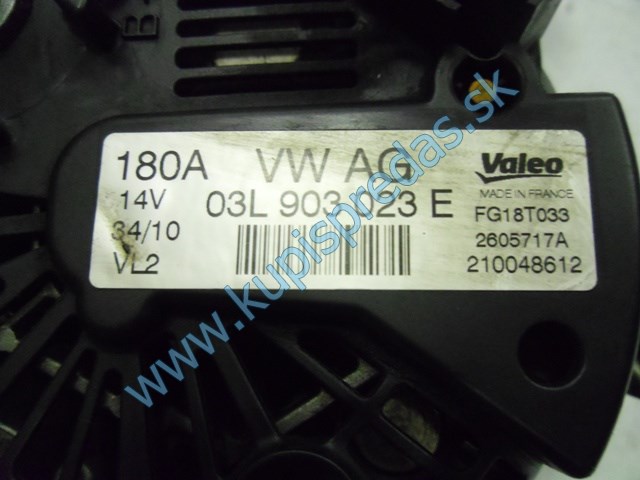 B+
180A VW AG Valeo
14V 03L 903 023 E MADE IN FRANCE
34/10 FG18T033
VL2 2605717A
210048612
www.kupispredas.sk